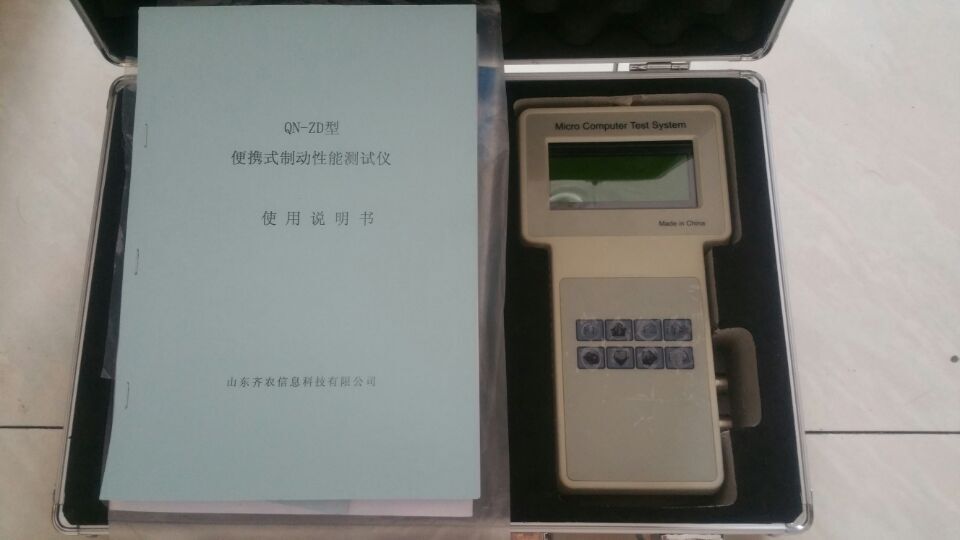 QN-ZD型
便携式制动性能测试仪
使用说明书
山东齐农信息科技有限公司
Micro Computer Test System
Made in China